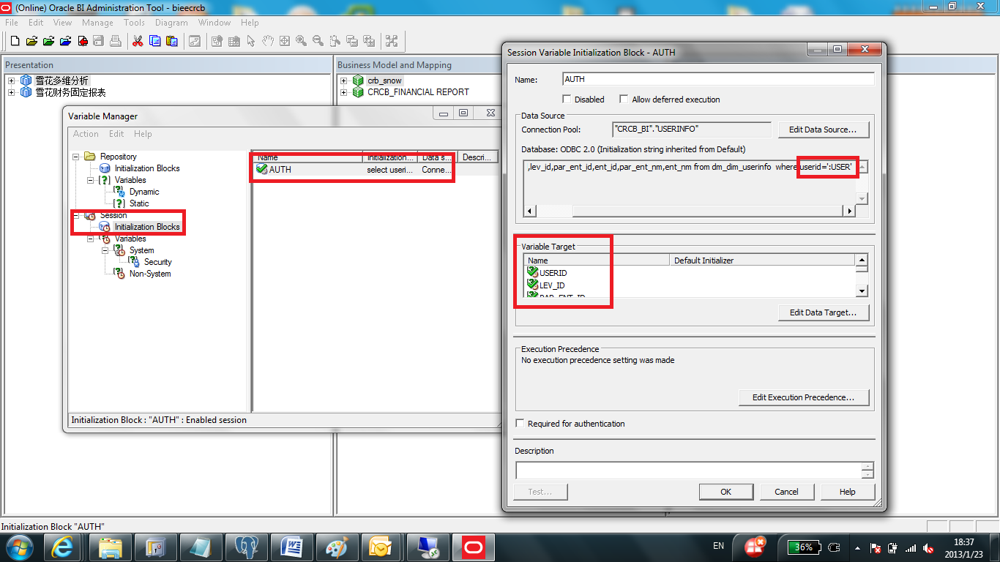 (Online) Oracle BI Administration Tool - bieecrcb
File Edit View Manage Tools Diagram Window Help
Presentation
雪花多维分析
雪花财务固定报表
Business Model and Mapping
crb_snow
CRCB_FINANCIAL REPORT
Variable Manager
Action Edit Help
Repository
Initialization Blocks
Variables
Dynamic
Static
Session
Initialization Blocks
Variables
System
Security
Non-System
Name Initialization... Data s... Descri...
AUTH select useri... Conne...
Initialization Block : "AUTH" : Enabled session
Session Variable Initialization Block - AUTH
Name: AUTH
Disabled Allow deferred execution
Data Source
Connection Pool: "CRCB_BI"."USERINFO" Edit Data Source...
Database: ODBC 2.0 (Initialization string inherited from Default)
,lev_id,par_ent_id,ent_id,par_ent_nm,ent_nm from dm_dim_userinfo where userid=':USER'
Variable Target
Name Default Initializer
USERID
LEV_ID
PAR_ENT_ID
Edit Data Target...
Execution Precedence
No execution precedence setting was made
Edit Execution Precedence...
Required for authentication
Description
Test... OK Cancel Help
Initialization Block "AUTH"
EN 36% 18:37
2013/1/23